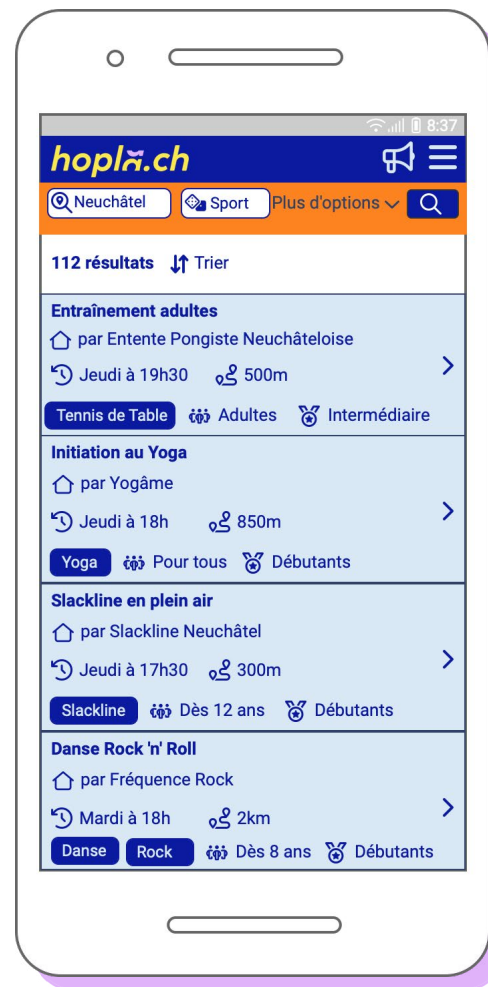 8:37
hoplă.ch
Neuchâtel Sport Plus d'options
112 résultats Trier
Entraînement adultes
par Entente Pongiste Neuchâteloise
Jeudi à 19h30 500m
Tennis de Table Adultes Intermédiaire
Initiation au Yoga
par Yogâme
Jeudi à 18h 850m
Yoga Pour tous Débutants
Slackline en plein air
par Slackline Neuchâtel
Jeudi à 17h30 300m
Slackline Dès 12 ans Débutants
Danse Rock 'n' Roll
par Fréquence Rock
Mardi à 18h 2km
Danse Rock Dès 8 ans Débutants